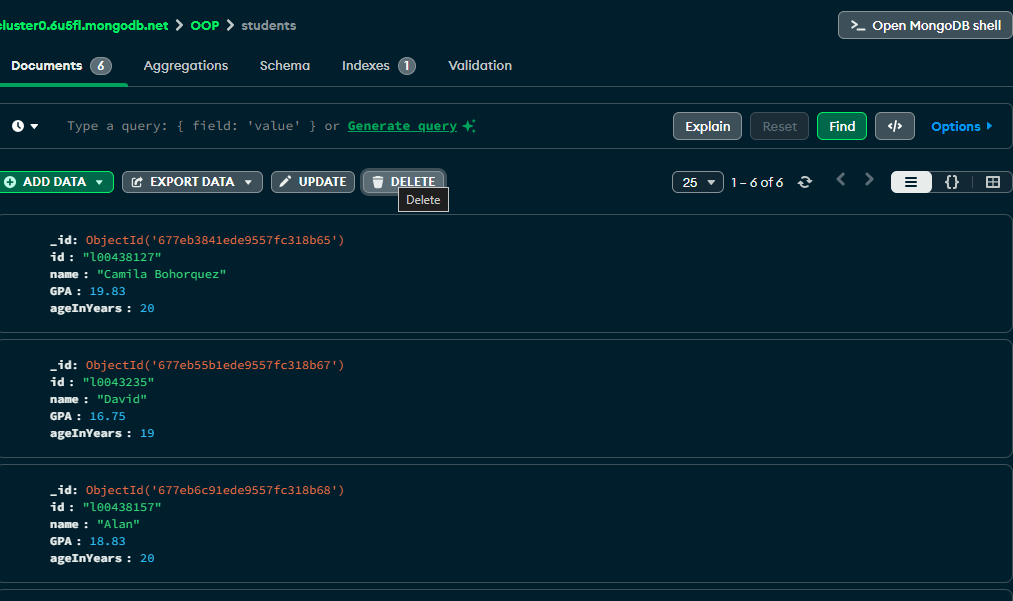 cluster0.6u5fl.mongodb.net > OOP > students
>_ Open MongoDB shell
Documents 6 Aggregations Schema Indexes 1 Validation
Type a query: { field: 'value' } or Generate query
Explain Reset Find </> Options
ADD DATA EXPORT DATA UPDATE DELETE 25 1 – 6 of 6 {}
Delete
_id: ObjectId('677eb3841ede9557fc318b65')
id : "l00438127"
name : "Camila Bohorquez"
GPA : 19.83
ageInYears : 20
_id: ObjectId('677eb55b1ede9557fc318b67')
id : "l0043235"
name : "David"
GPA : 16.75
ageInYears : 19
_id: ObjectId('677eb6c91ede9557fc318b68')
id : "l00438157"
name : "Alan"
GPA : 18.83
ageInYears : 20